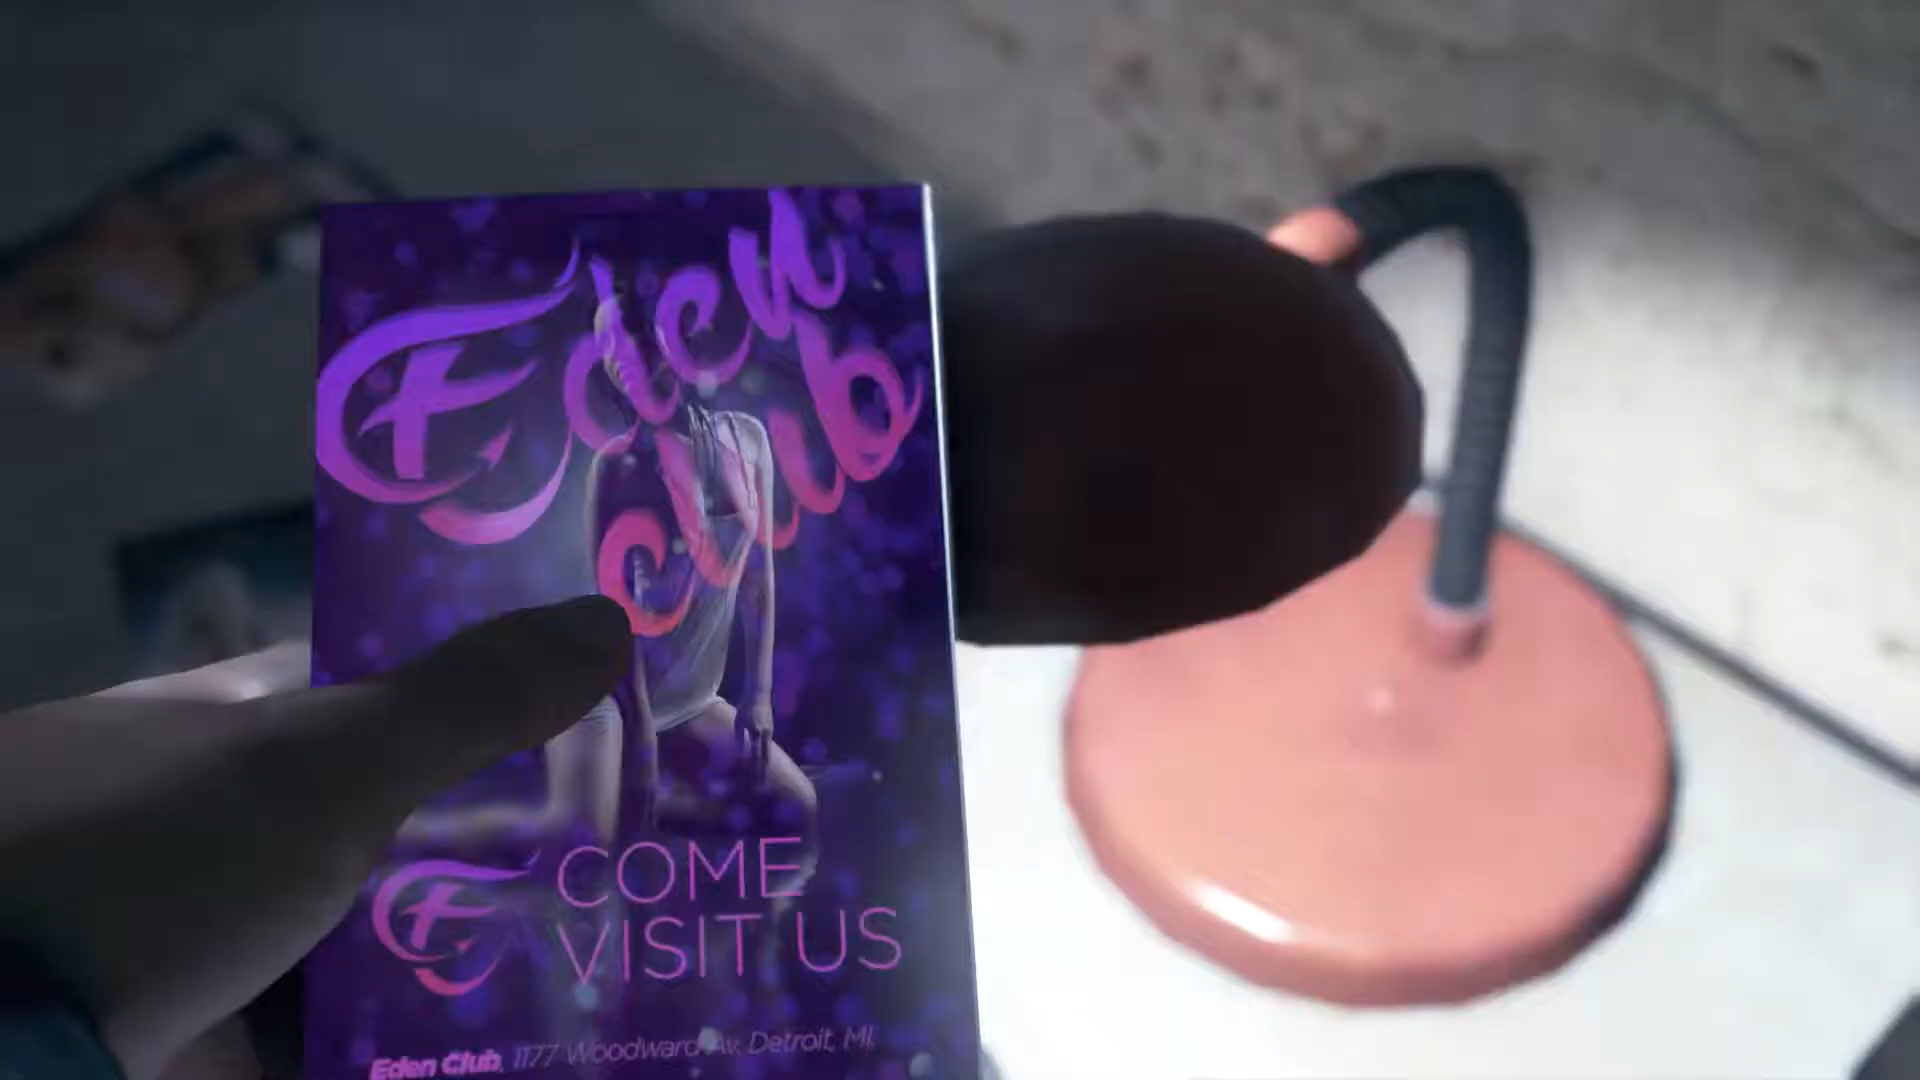 Eden
club
COME
VISIT US
Eden Club, 1177 Woodward Av. Detroit, MI,